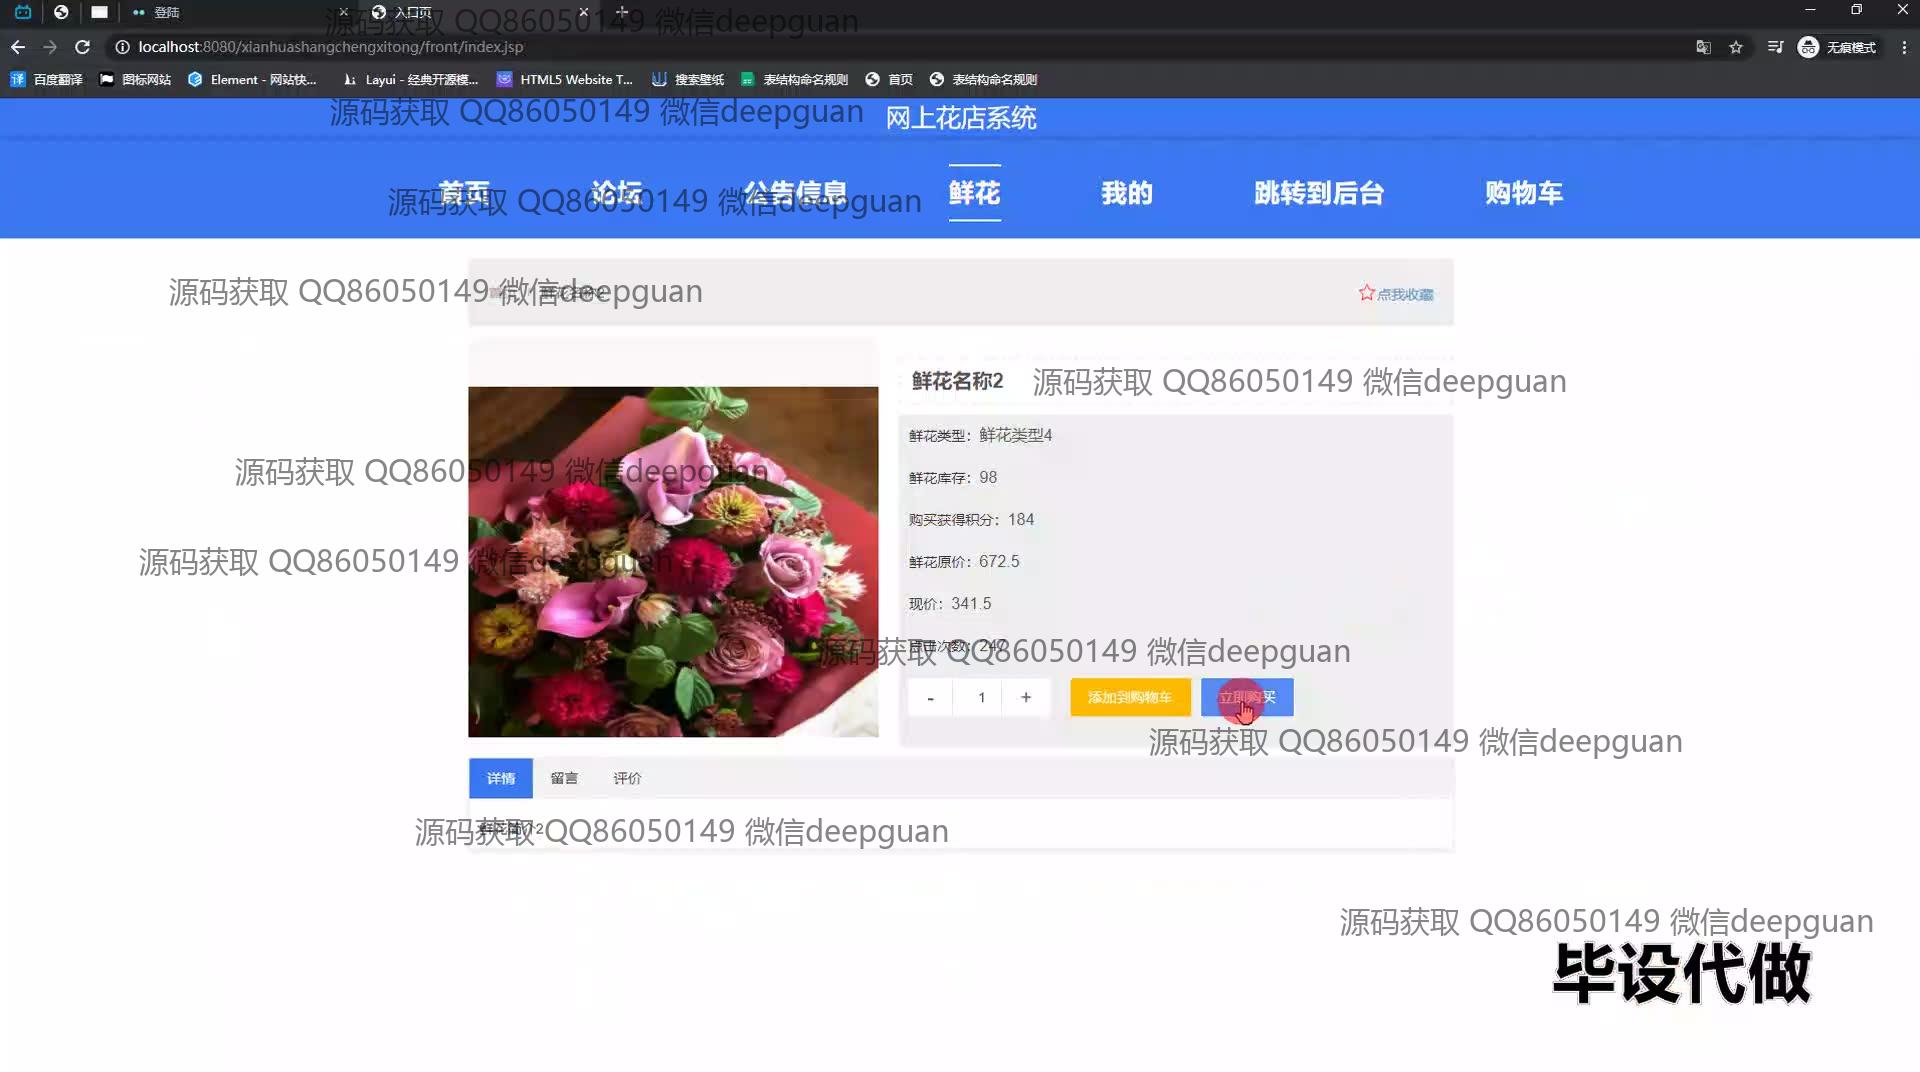 登陆
入口页
源码获取 QQ86050149 微信deepguan
localhost:8080/xianhuashangchengxitong/front/index.jsp
无痕模式
百度翻译
图标网站
Element - 网站快...
Layui - 经典开源模...
HTML5 Website T...
搜索壁纸
表结构命名规则
首页
表结构命名规则
源码获取 QQ86050149 微信deepguan
网上花店系统
首页
论坛
公告信息
鲜花
我的
跳转到后台
购物车
源码获取 QQ86050149 微信deepguan
源码获取 QQ86050149 微信deepguan
点我收藏
鲜花名称2
源码获取 QQ86050149 微信deepguan
鲜花类型：鲜花类型4
源码获取 QQ86050149 微信deepguan
鲜花库存：98
购买获得积分：184
鲜花原价：672.5
源码获取 QQ86050149 微信deepguan
现价：341.5
点击次数：247
源码获取 QQ86050149 微信deepguan
- 1 +
添加到购物车
立即购买
源码获取 QQ86050149 微信deepguan
详情
留言
评价
鲜花简介2
源码获取 QQ86050149 微信deepguan
源码获取 QQ86050149 微信deepguan
毕设代做